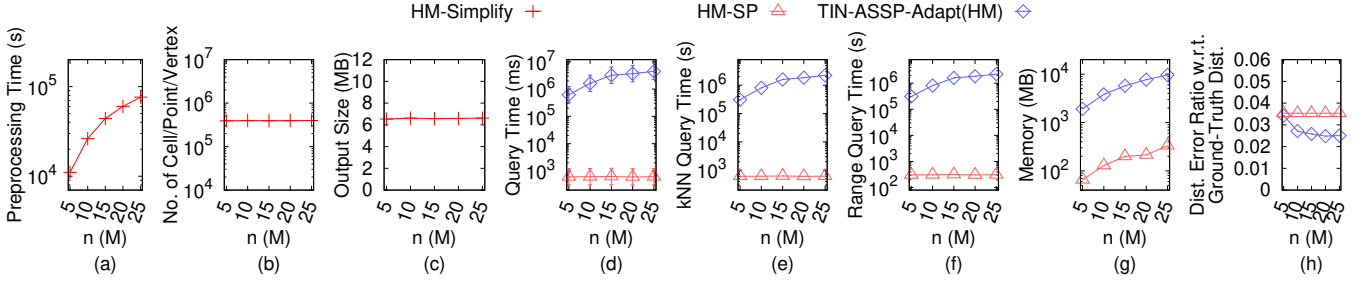 HM-Simplify HM-SP TIN-ASSP-Adapt(HM)
Preprocessing Time (s)
10^5
10^4
5 10 15 20 25
n (M)
(a)
No. of Cell/Point/Vertex
10^7
10^6
10^5
10^4
5 10 15 20 25
n (M)
(b)
Output Size (MB)
12
10
8
6
4
2
0
5 10 15 20 25
n (M)
(c)
Query Time (ms)
10^7
10^6
10^5
10^4
10^3
5 10 15 20 25
n (M)
(d)
kNN Query Time (s)
10^6
10^5
10^4
10^3
5 10 15 20 25
n (M)
(e)
Range Query Time (s)
10^6
10^5
10^4
10^3
10^2
5 10 15 20 25
n (M)
(f)
Memory (MB)
10^4
10^3
10^2
5 10 15 20 25
n (M)
(g)
Dist. Error Ratio w.r.t.
Ground-Truth Dist.
0.06
0.05
0.04
0.03
0.02
0.01
0
5 10 15 20 25
n (M)
(h)